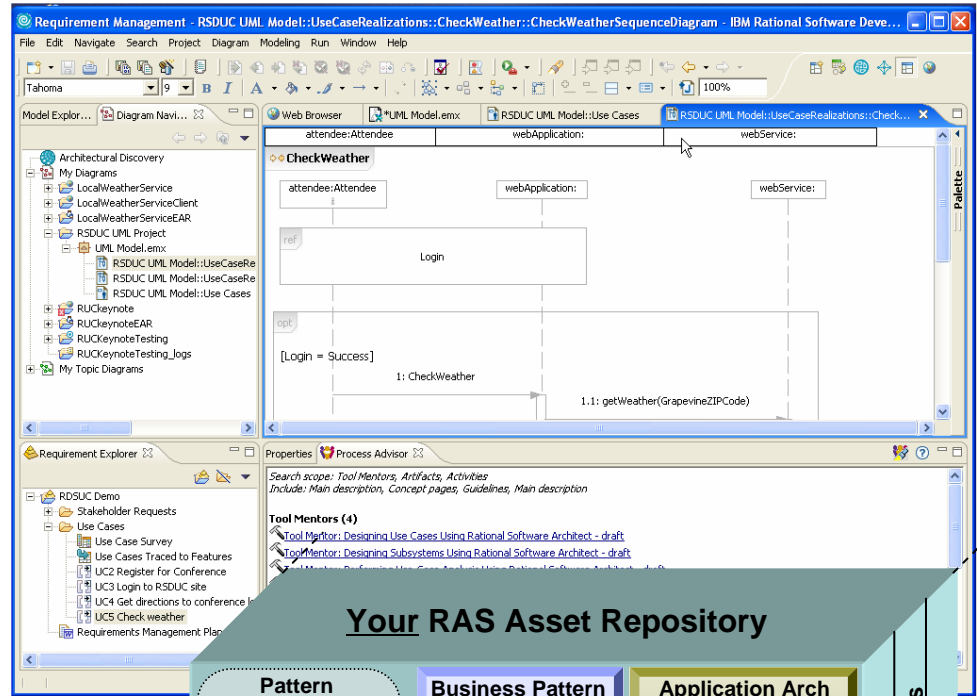 Requirement Management - RSDUC UML Model::UseCaseRealizations::CheckWeather::CheckWeatherSequenceDiagram - IBM Rational Software Deve...
File Edit Navigate Search Project Diagram Modeling Run Window Help
Tahoma 9 B I A 100%
Model Explor... Diagram Navi...
Architectural Discovery
My Diagrams
LocalWeatherService
LocalWeatherServiceClient
LocalWeatherServiceEAR
RSDUC UML Project
UML Model.emx
RSDUC UML Model::UseCaseRe
RSDUC UML Model::UseCaseRe
RSDUC UML Model::Use Cases
RUCkeynote
RUCkeynoteEAR
RUCKeynoteTesting
RUCKeynoteTesting_logs
My Topic Diagrams
Web Browser *UML Model.emx RSDUC UML Model::Use Cases RSDUC UML Model::UseCaseRealizations::Check...
attendee:Attendee webApplication: webService:
CheckWeather
attendee:Attendee webApplication: webService:
ref
Login
opt
[Login = Success]
1: CheckWeather
1.1: getWeather(GrapevineZIPCode)
Palette
Requirement Explorer
RDSUC Demo
Stakeholder Requests
Use Cases
Use Case Survey
Use Cases Traced to Features
UC2 Register for Conference
UC3 Login to RSDUC site
UC4 Get directions to conference
UC5 Check weather
Requirements Management Plan
Properties Process Advisor
Search scope: Tool Mentors, Artifacts, Activities
Include: Main description, Concept pages, Guidelines, Main description
Tool Mentors (4)
Tool Mentor: Designing Use Cases Using Rational Software Architect - draft
Tool Mentor: Designing Subsystems Using Rational Software Architect - draft
Your RAS Asset Repository
Pattern
Business Pattern
Application Arch